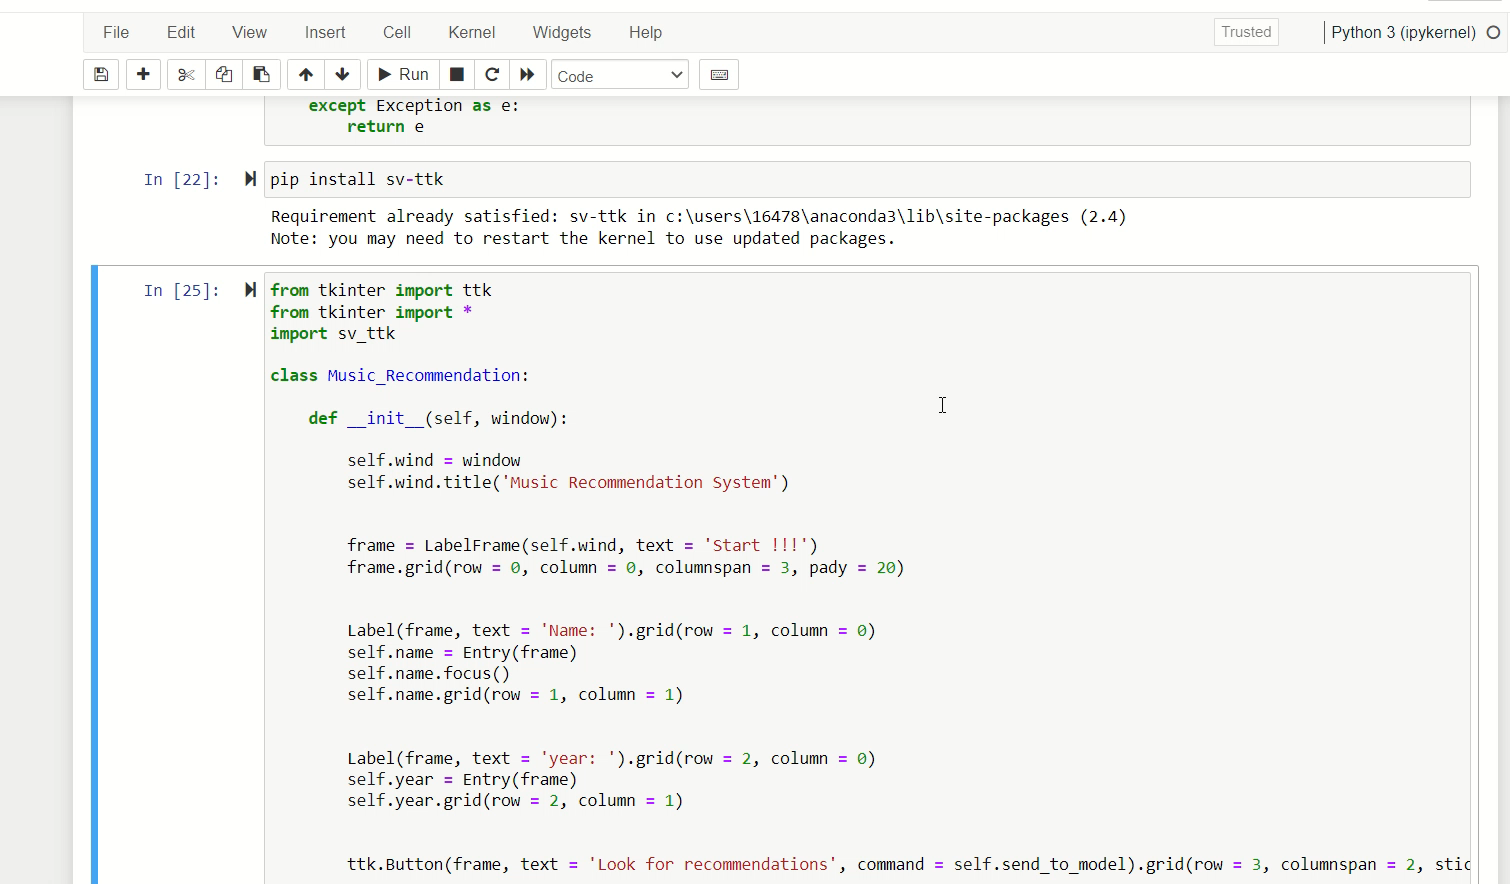 File Edit View Insert Cell Kernel Widgets Help Trusted Python 3 (ipykernel)
Run Code
except Exception as e:
return e
In [22]: pip install sv-ttk
Requirement already satisfied: sv-ttk in c:\users\16478\anaconda3\lib\site-packages (2.4)
Note: you may need to restart the kernel to use updated packages.
In [25]: from tkinter import ttk
from tkinter import *
import sv_ttk
class Music_Recommendation:
def __init__(self, window):
self.wind = window
self.wind.title('Music Recommendation System')
frame = LabelFrame(self.wind, text = 'Start !!!')
frame.grid(row = 0, column = 0, columnspan = 3, pady = 20)
Label(frame, text = 'Name: ').grid(row = 1, column = 0)
self.name = Entry(frame)
self.name.focus()
self.name.grid(row = 1, column = 1)
Label(frame, text = 'year: ').grid(row = 2, column = 0)
self.year = Entry(frame)
self.year.grid(row = 2, column = 1)
ttk.Button(frame, text = 'Look for recommendations', command = self.send_to_model).grid(row = 3, columnspan = 2, stic